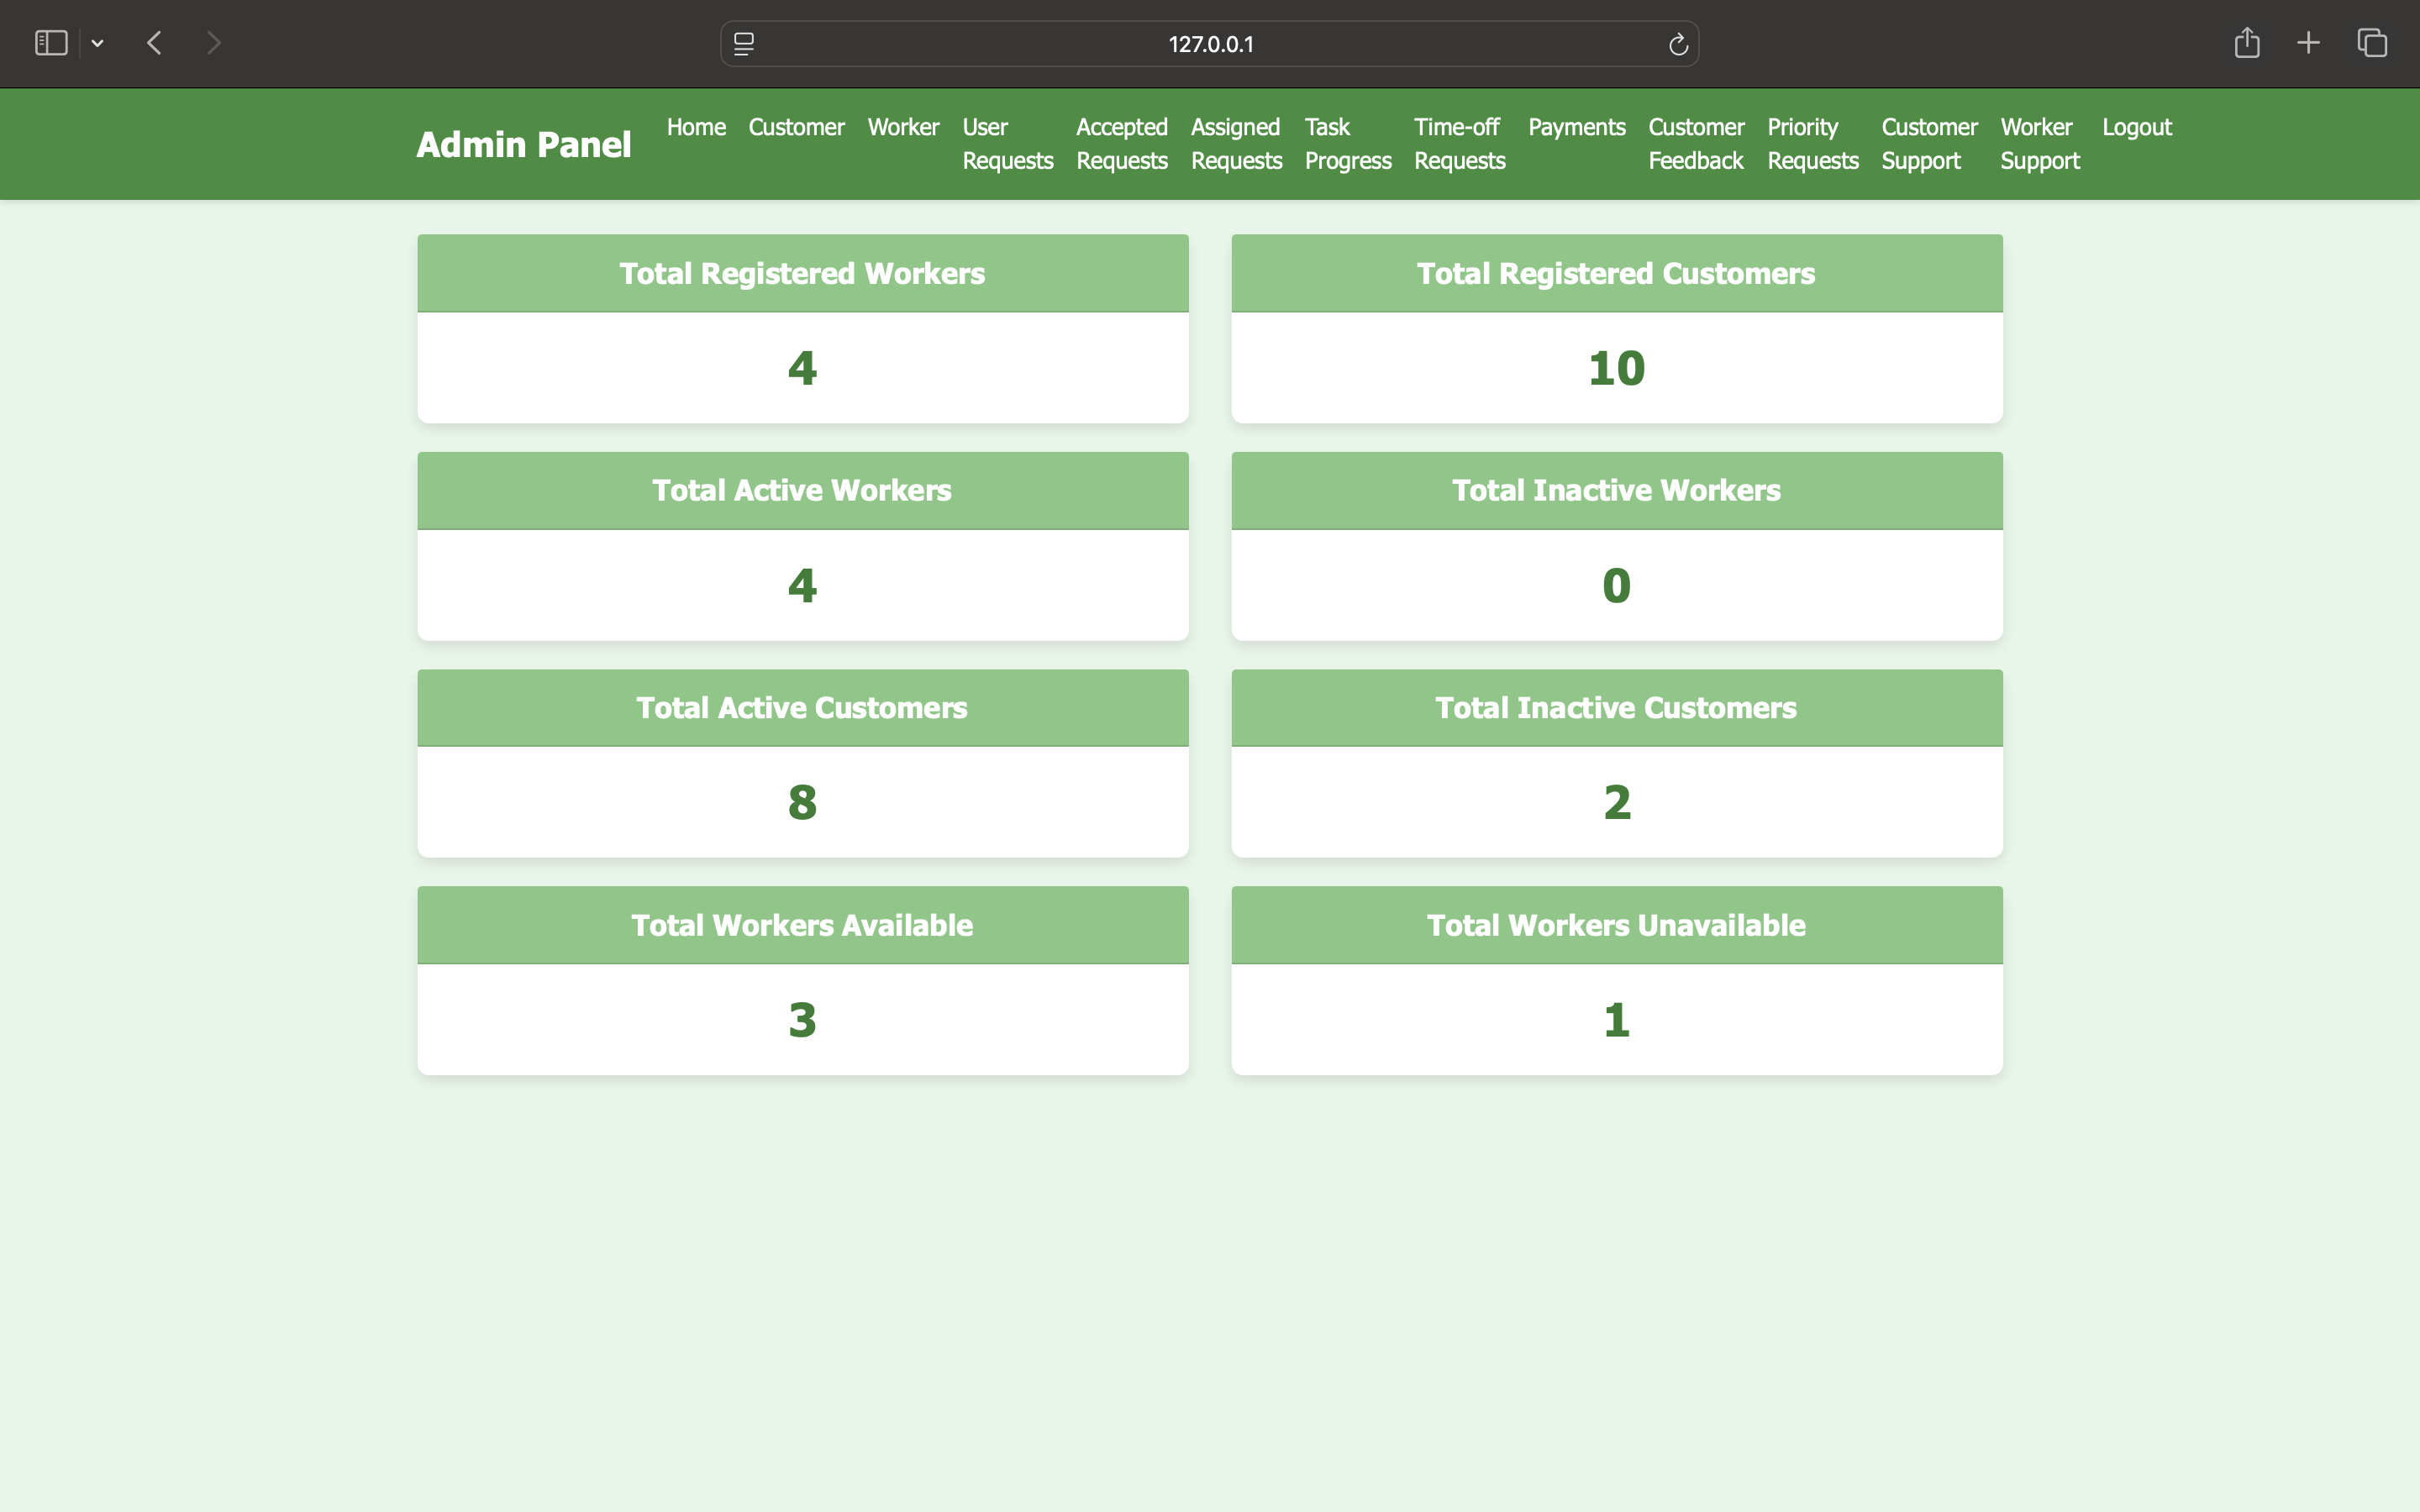 127.0.0.1
Admin Panel
Home
Customer
Worker
User
Requests
Accepted
Requests
Assigned
Requests
Task
Progress
Time-off
Requests
Payments
Customer
Feedback
Priority
Requests
Customer
Support
Worker
Support
Logout
Total Registered Workers
4
Total Registered Customers
10
Total Active Workers
4
Total Inactive Workers
0
Total Active Customers
8
Total Inactive Customers
2
Total Workers Available
3
Total Workers Unavailable
1